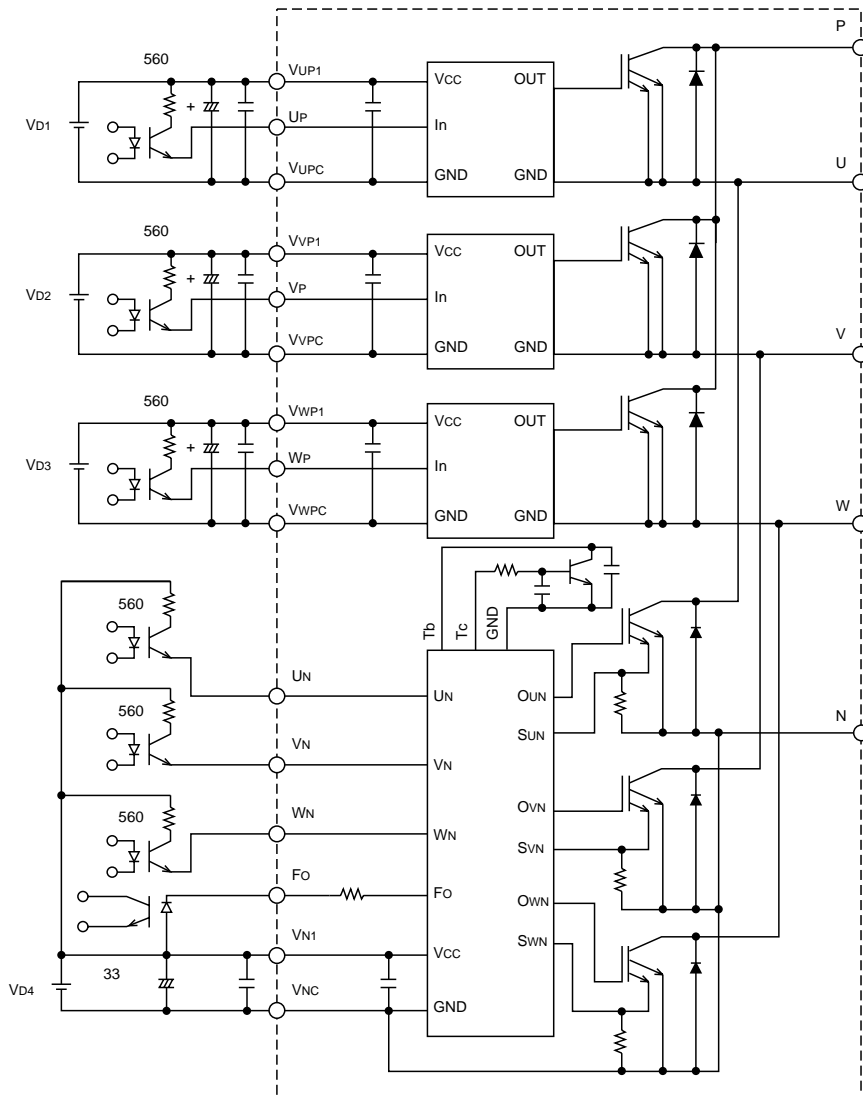 P
560
VUP1
VCC
OUT
+
VD1
UP
In
VUPC
GND
GND
U
560
VVP1
VCC
OUT
+
VD2
VP
In
VVPC
GND
GND
V
560
VWP1
VCC
OUT
+
VD3
WP
In
VWPC
GND
GND
W
Tb
Tc
GND
560
UN
UN
OUN
SUN
N
560
VN
VN
OVN
SVN
560
WN
WN
FO
FO
OWN
SWN
VN1
VCC
33
VD4
VNC
GND